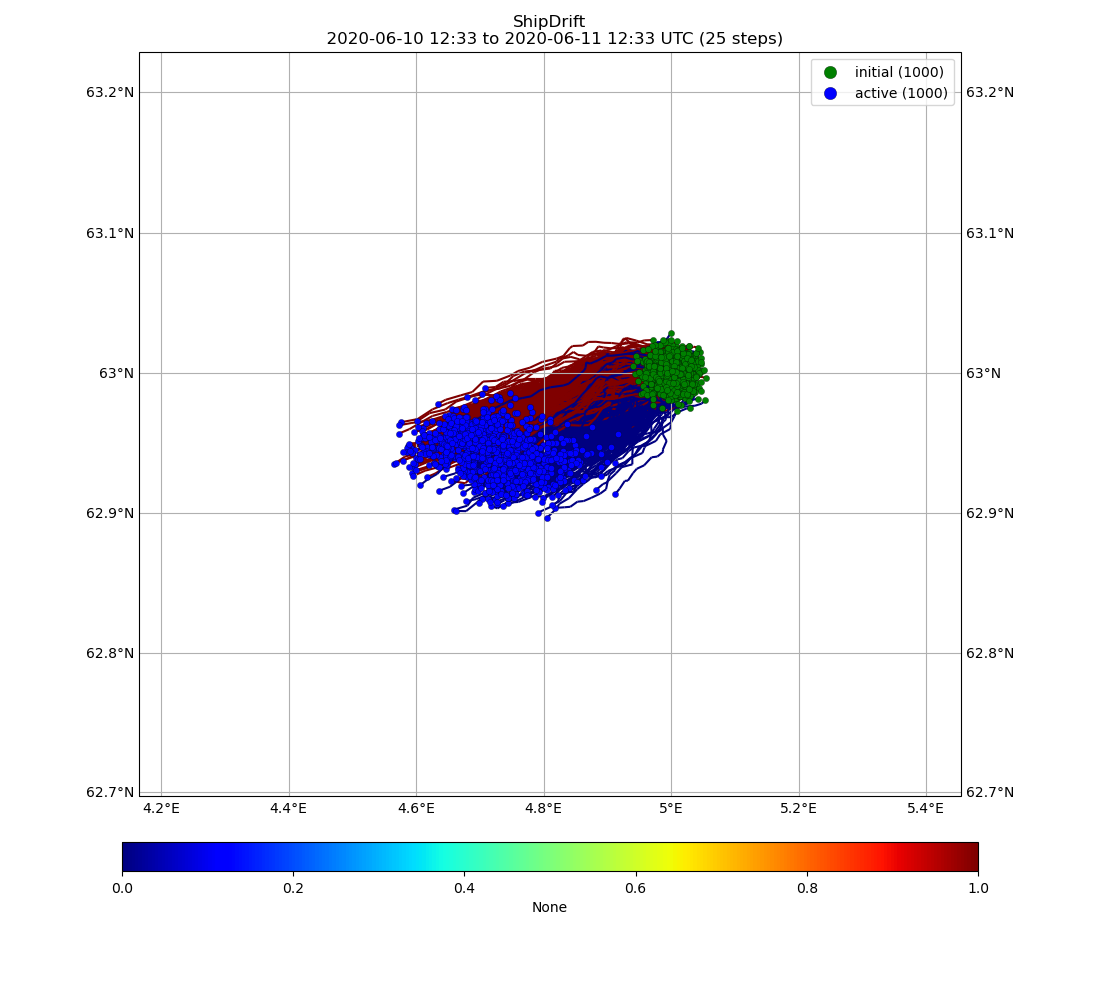 ShipDrift
2020-06-10 12:33 to 2020-06-11 12:33 UTC (25 steps)
initial (1000)
active (1000)
63.2°N 63.2°N
63.1°N 63.1°N
63°N 63°N
62.9°N 62.9°N
62.8°N 62.8°N
62.7°N 62.7°N
4.2°E 4.4°E 4.6°E 4.8°E 5°E 5.2°E 5.4°E
0.0 0.2 0.4 0.6 0.8 1.0
None